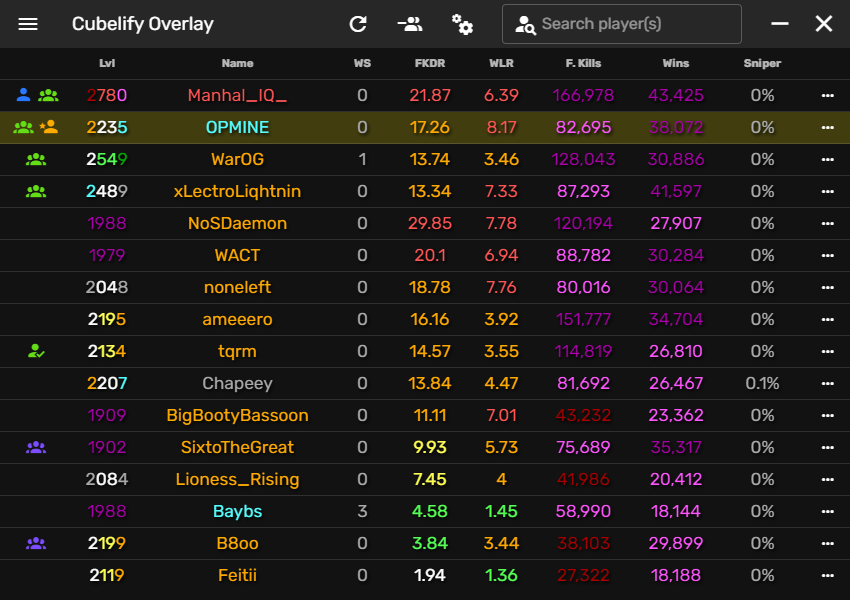 Cubelify Overlay Search player(s)
Lvl Name WS FKDR WLR F. Kills Wins Sniper
2780 Manhal_IQ_ 0 21.87 6.39 166,978 43,425 0%
2235 OPMINE 0 17.26 8.17 82,695 38,072 0%
2549 WarOG 1 13.74 3.46 128,043 30,886 0%
2489 xLectroLiqhtnin 0 13.34 7.33 87,293 41,597 0%
1988 NoSDaemon 0 29.85 7.78 120,194 27,907 0%
1979 WACT 0 20.1 6.94 88,782 30,284 0%
2048 noneleft 0 18.78 7.76 80,016 30,064 0%
2195 ameeero 0 16.16 3.92 151,777 34,704 0%
2134 tqrm 0 14.57 3.55 114,819 26,810 0%
2207 Chapeey 0 13.84 4.47 81,692 26,467 0.1%
1909 BigBootyBassoon 0 11.11 7.01 43,232 23,362 0%
1902 SixtoTheGreat 0 9.93 5.73 75,689 35,317 0%
2084 Lioness_Rising 0 7.45 4 41,986 20,412 0%
1988 Baybs 3 4.58 1.45 58,990 18,144 0%
2199 B8oo 0 3.84 3.44 38,103 29,899 0%
2119 Feitii 0 1.94 1.36 27,322 18,188 0%